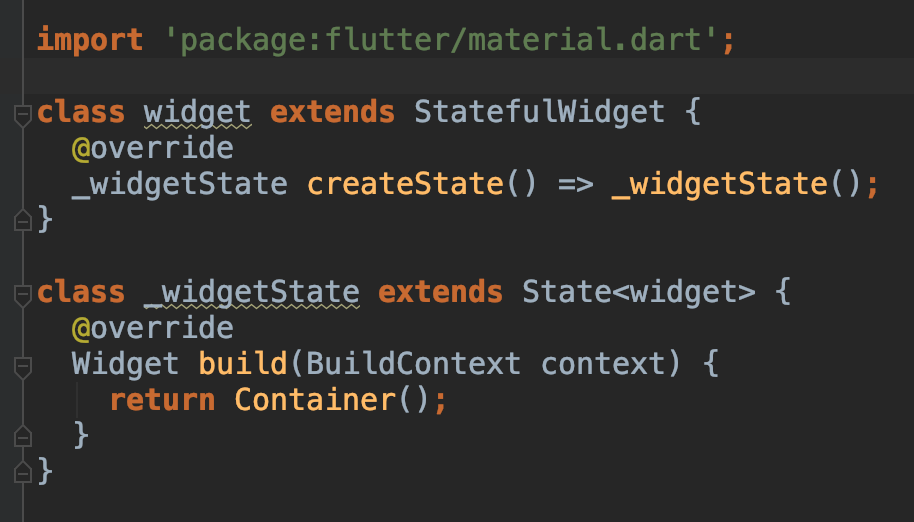 import 'package:flutter/material.dart';
class widget extends StatefulWidget {
@override
_widgetState createState() => _widgetState();
}
class _widgetState extends State<widget> {
@override
Widget build(BuildContext context) {
return Container();
}
}